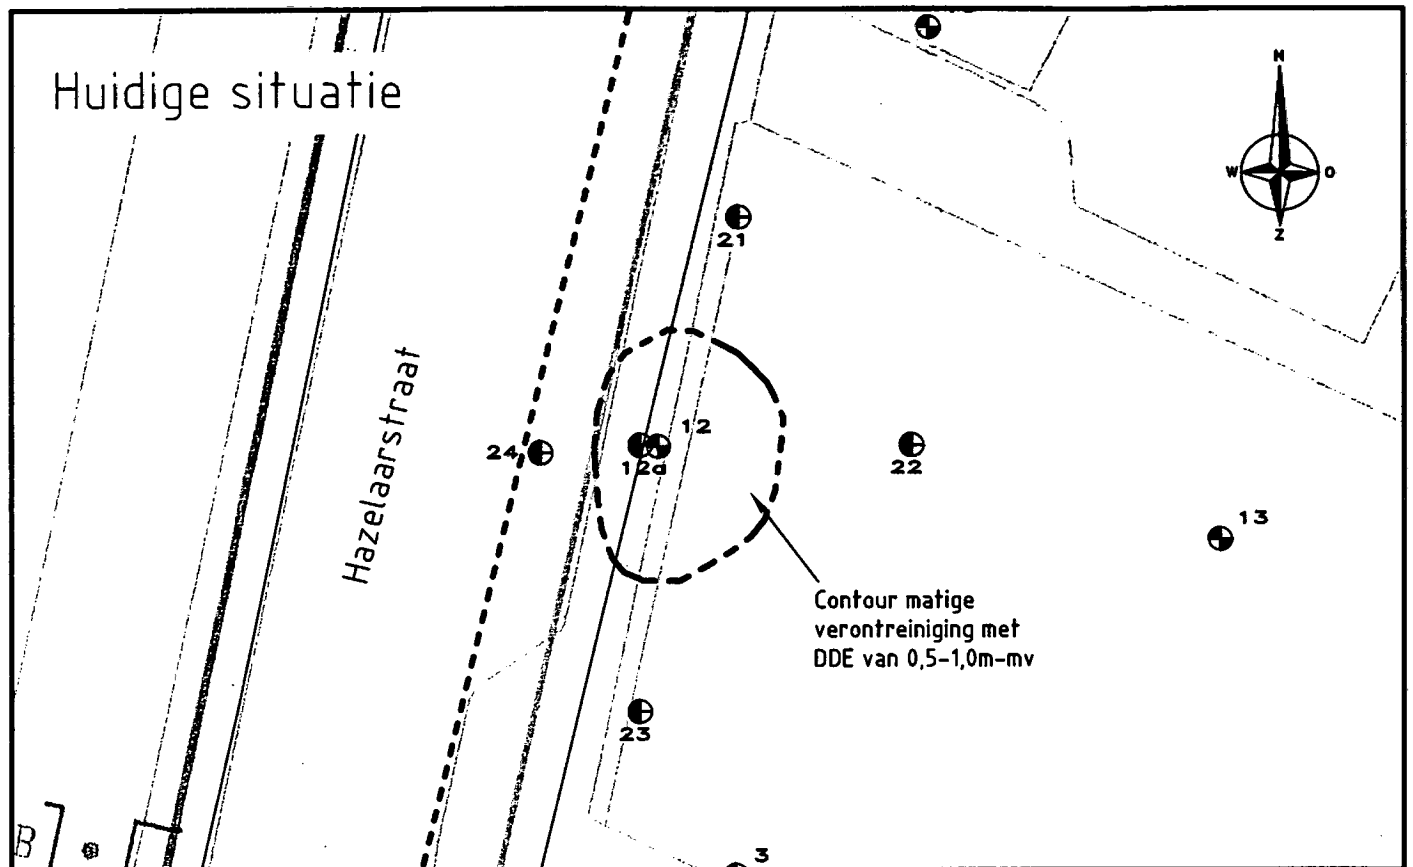 Huidige situatie
N
W
O
Z
21
Hazelaarstraat
24
12
12a
22
13
Contour matige
verontreiniging met
DDE van 0,5-1,0m-mv
23
B
3